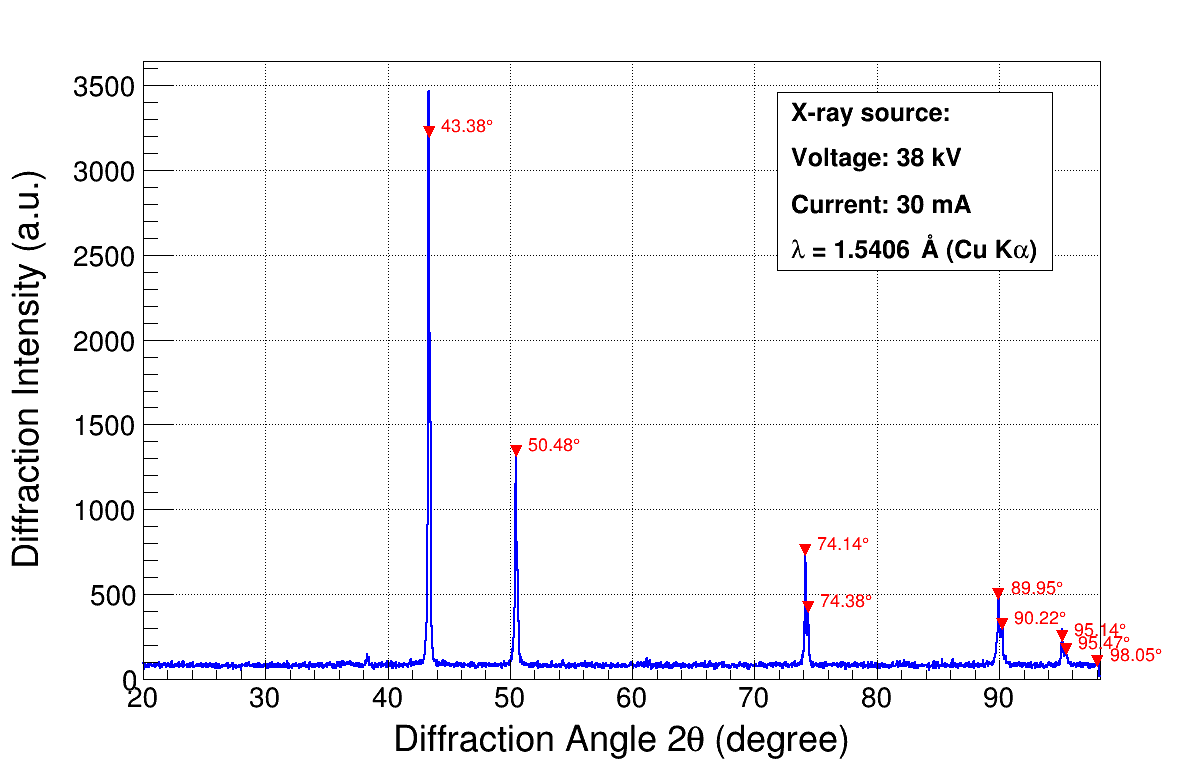 Diffraction Intensity (a.u.)
3500
3000
2500
2000
1500
1000
500
0
43.38°
50.48°
74.14°
74.38°
89.95°
90.22°
95.14°
95.47°
98.05°
X-ray source:
Voltage: 38 kV
Current: 30 mA
λ = 1.5406 Å (Cu Kα)
20 30 40 50 60 70 80 90
Diffraction Angle 2θ (degree)